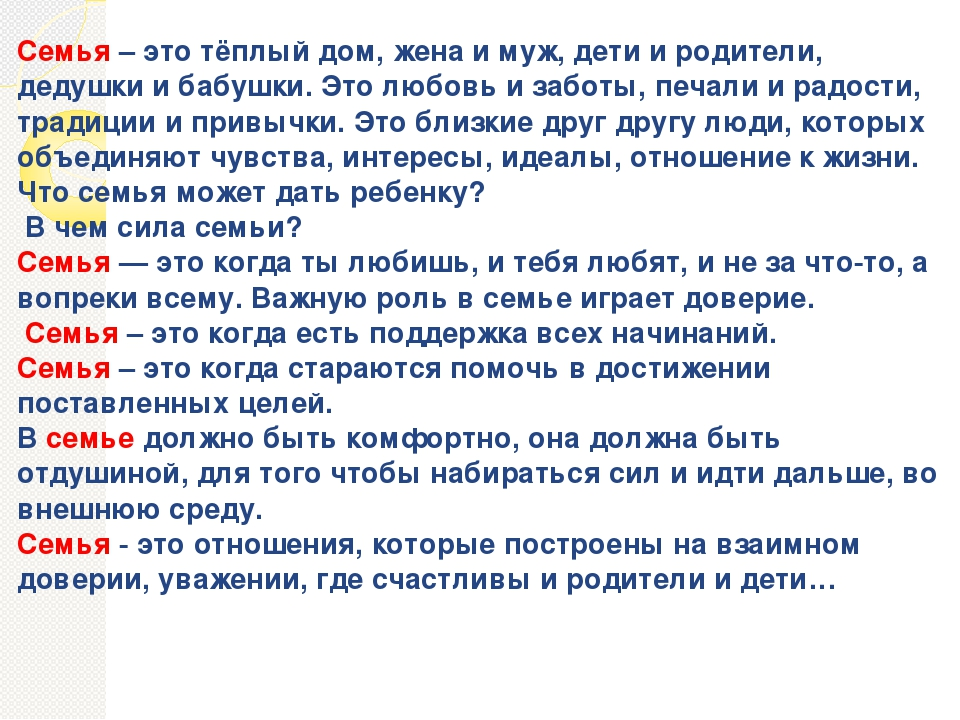 Семья – это тёплый дом, жена и муж, дети и родители,
дедушки и бабушки. Это любовь и заботы, печали и радости,
традиции и привычки. Это близкие друг другу люди, которых
объединяют чувства, интересы, идеалы, отношение к жизни.
Что семья может дать ребенку?
В чем сила семьи?
Семья — это когда ты любишь, и тебя любят, и не за что-то, а
вопреки всему. Важную роль в семье играет доверие.
Семья – это когда есть поддержка всех начинаний.
Семья – это когда стараются помочь в достижении
поставленных целей.
В семье должно быть комфортно, она должна быть
отдушиной, для того чтобы набираться сил и идти дальше, во
внешнюю среду.
Семья - это отношения, которые построены на взаимном
доверии, уважении, где счастливы и родители и дети…